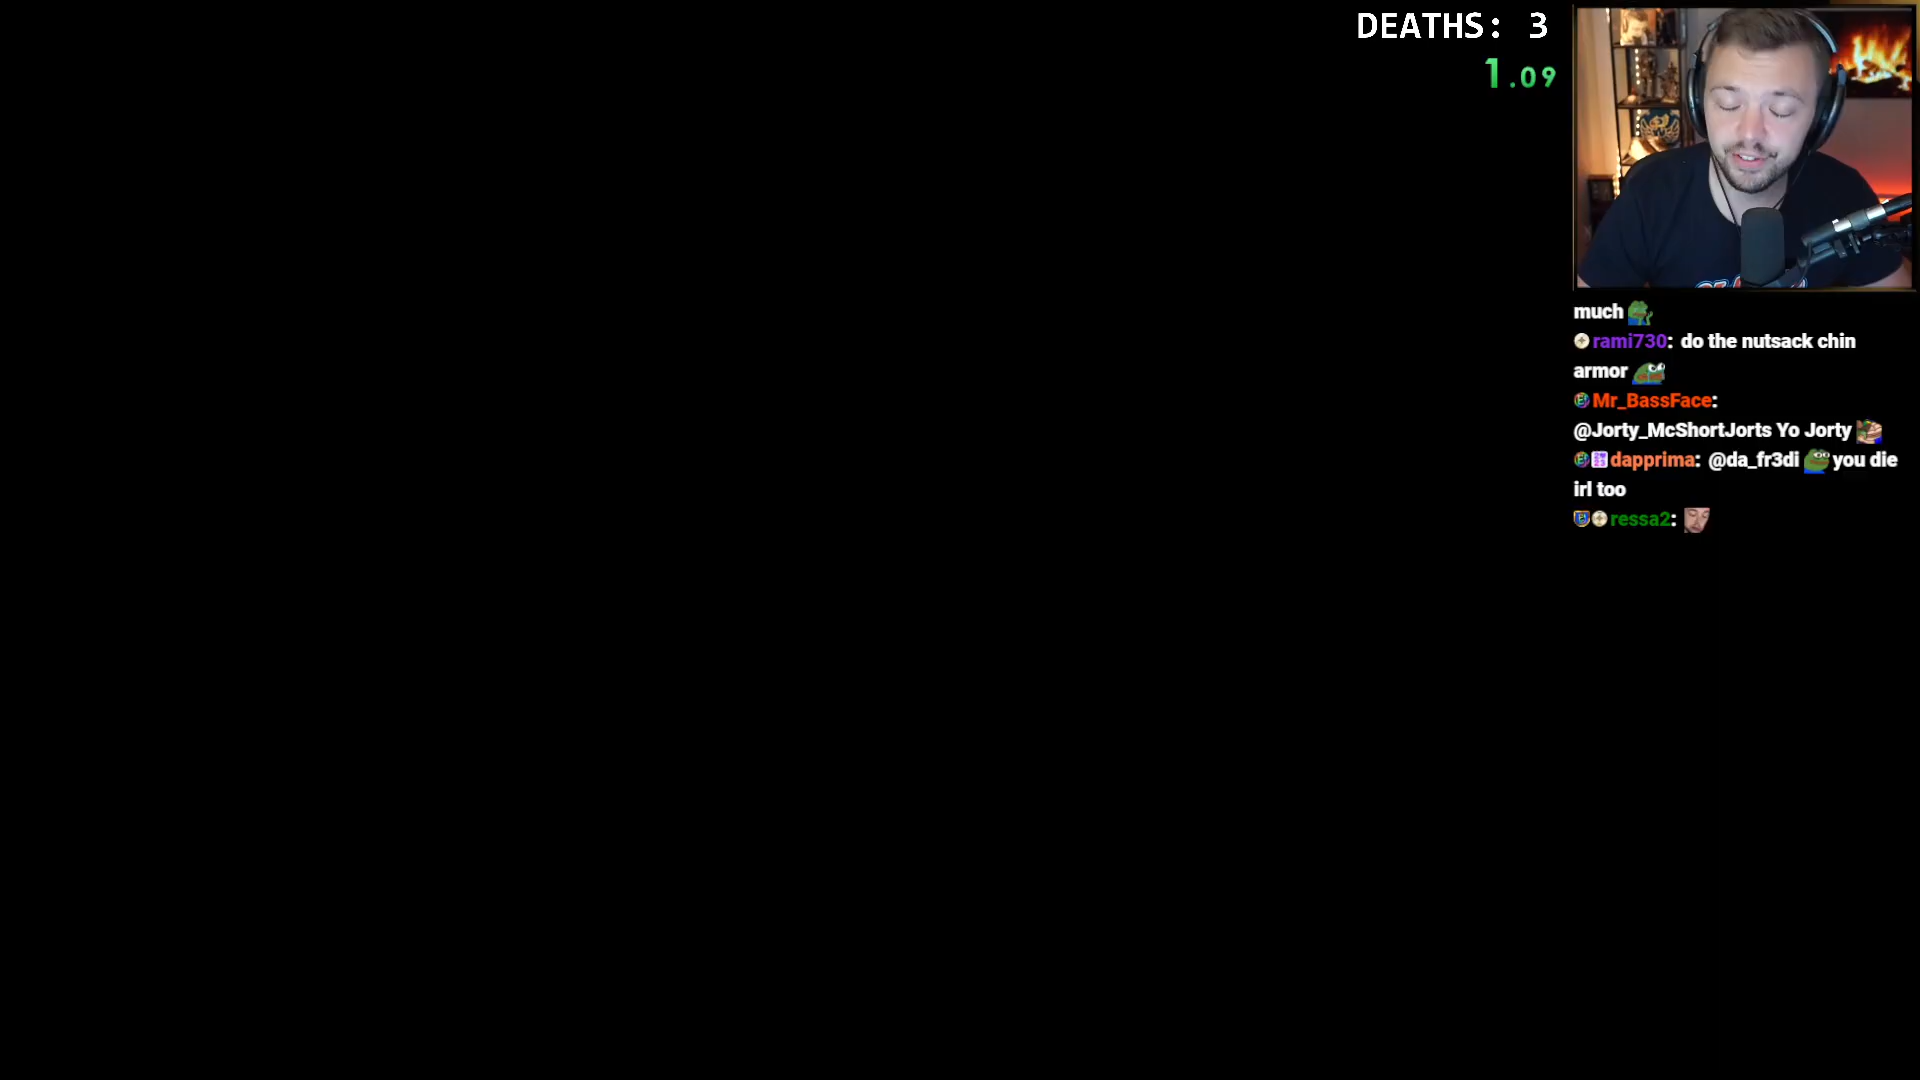 DEATHS: 3
1.09
much
rami730: do the nutsack chin
armor
Mr_BassFace:
@Jorty_McShortJorts Yo Jorty
dapprima: @da_fr3di you die
irl too
ressa2: